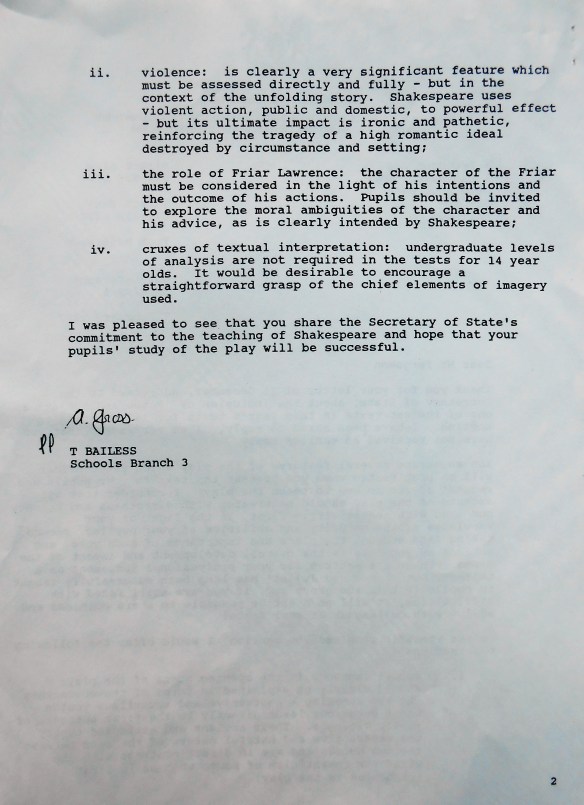 ii. violence: is clearly a very significant feature which
must be assessed directly and fully - but in the
context of the unfolding story. Shakespeare uses
violent action, public and domestic, to powerful effect
- but its ultimate impact is ironic and pathetic,
reinforcing the tragedy of a high romantic ideal
destroyed by circumstance and setting;
iii. the role of Friar Lawrence: the character of the Friar
must be considered in the light of his intentions and
the outcome of his actions. Pupils should be invited
to explore the moral ambiguities of the character and
his advice, as is clearly intended by Shakespeare;
iv. cruxes of textual interpretation: undergraduate levels
of analysis are not required in the tests for 14 year
olds. It would be desirable to encourage a
straightforward grasp of the chief elements of imagery
used.
I was pleased to see that you share the Secretary of State's
commitment to the teaching of Shakespeare and hope that your
pupils' study of the play will be successful.
A.
pp
T BAILESS
Schools Branch 3
2